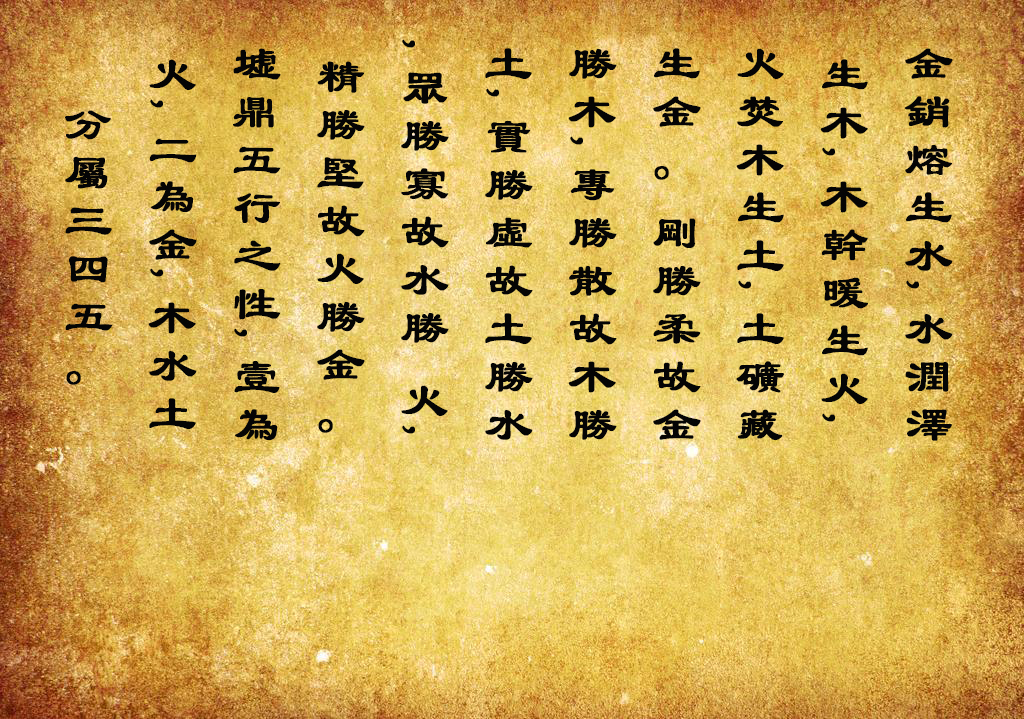 金銷熔生水,水潤澤
生木,木幹暖生火,
火焚木生土,土礦藏
生金。剛勝柔故金
勝木,專勝散故木勝
土,實勝虛故土勝水
,眾勝寡故水勝 火,
精勝堅故火勝金。
墟鼎五行之性,壹為
火,二為金,木水土
分屬三四五。